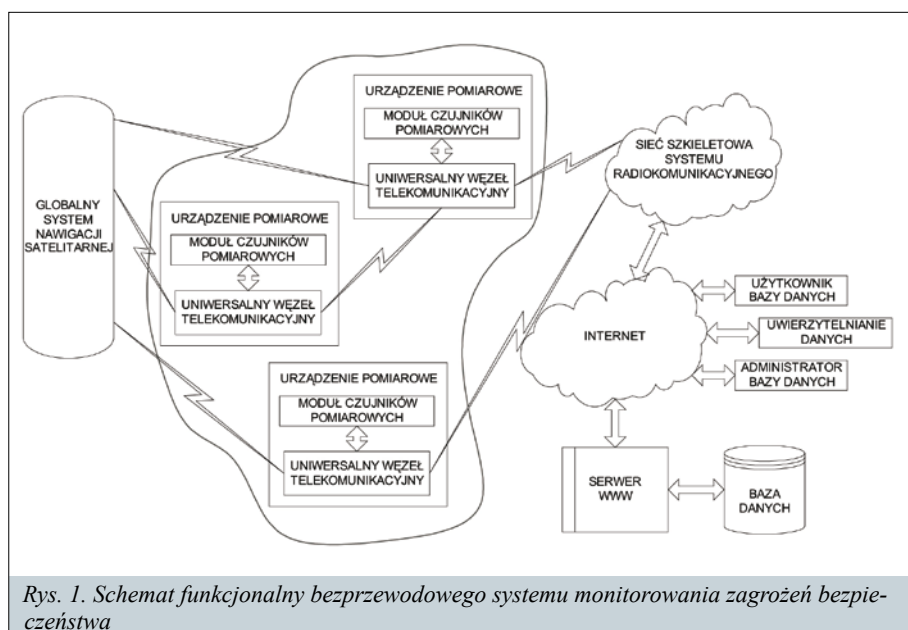 URZĄDZENIE POMIAROWE
MODUŁ CZUJNIKÓW
POMIAROWYCH
UNIWERSALNY WĘZEŁ
TELEKOMUNIKACYJNY
SIEĆ SZKIELETOWA
SYSTEMU
RADIOKOMUNIKACYJNEGO
GLOBALNY
SYSTEM
NAWIGACJI
SATELITARNEJ
URZĄDZENIE POMIAROWE
MODUŁ CZUJNIKÓW
POMIAROWYCH
UNIWERSALNY WĘZEŁ
TELEKOMUNIKACYJNY
INTERNET
UŻYTKOWNIK
BAZY DANYCH
UWIERZYTELNIANIE
DANYCH
ADMINISTRATOR
BAZY DANYCH
URZĄDZENIE POMIAROWE
MODUŁ CZUJNIKÓW
POMIAROWYCH
UNIWERSALNY WĘZEŁ
TELEKOMUNIKACYJNY
SERWER
WWW
BAZA
DANYCH
Rys. 1. Schemat funkcjonalny bezprzewodowego systemu monitorowania zagrożeń bezpie-
czeństwa